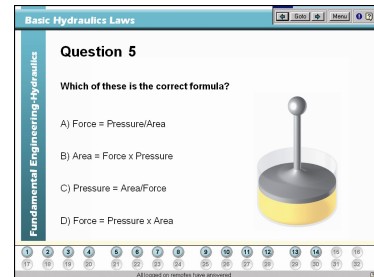 Basic Hydraulics Laws
Goto
Menu
Fundamental Engineering-Hydraulics
Question 5
Which of these is the correct formula?
A) Force = Pressure/Area
B) Area = Force x Pressure
C) Pressure = Area/Force
D) Force = Pressure x Area
1 2 3 4 5 6 7 8 9 10 11 12 13 14 15 16
17 18 19 20 21 22 23 24 25 26 27 28 29 30 31 32
All logged on remotes have answered